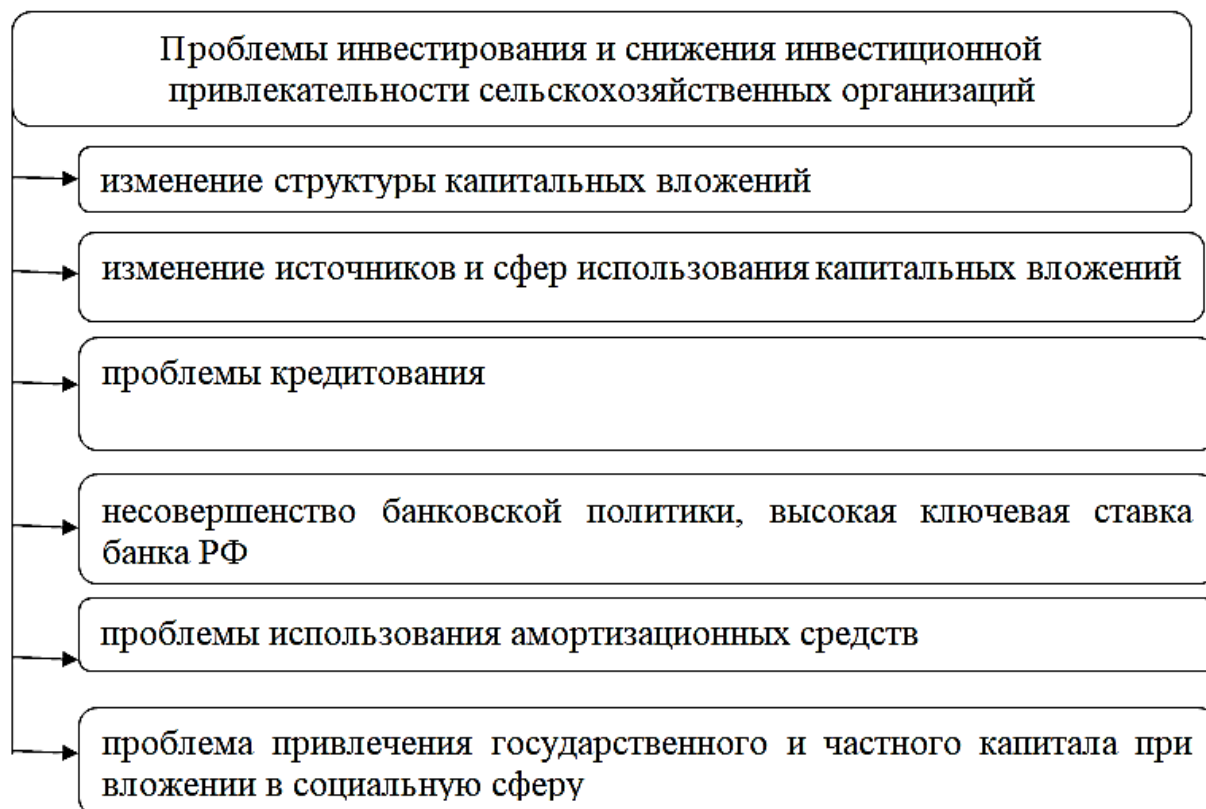 Проблемы инвестирования и снижения инвестиционной
привлекательности сельскохозяйственных организаций
изменение структуры капитальных вложений
изменение источников и сфер использования капитальных вложений
проблемы кредитования
несовершенство банковской политики, высокая ключевая ставка
банка РФ
проблемы использования амортизационных средств
проблема привлечения государственного и частного капитала при
вложении в социальную сферу